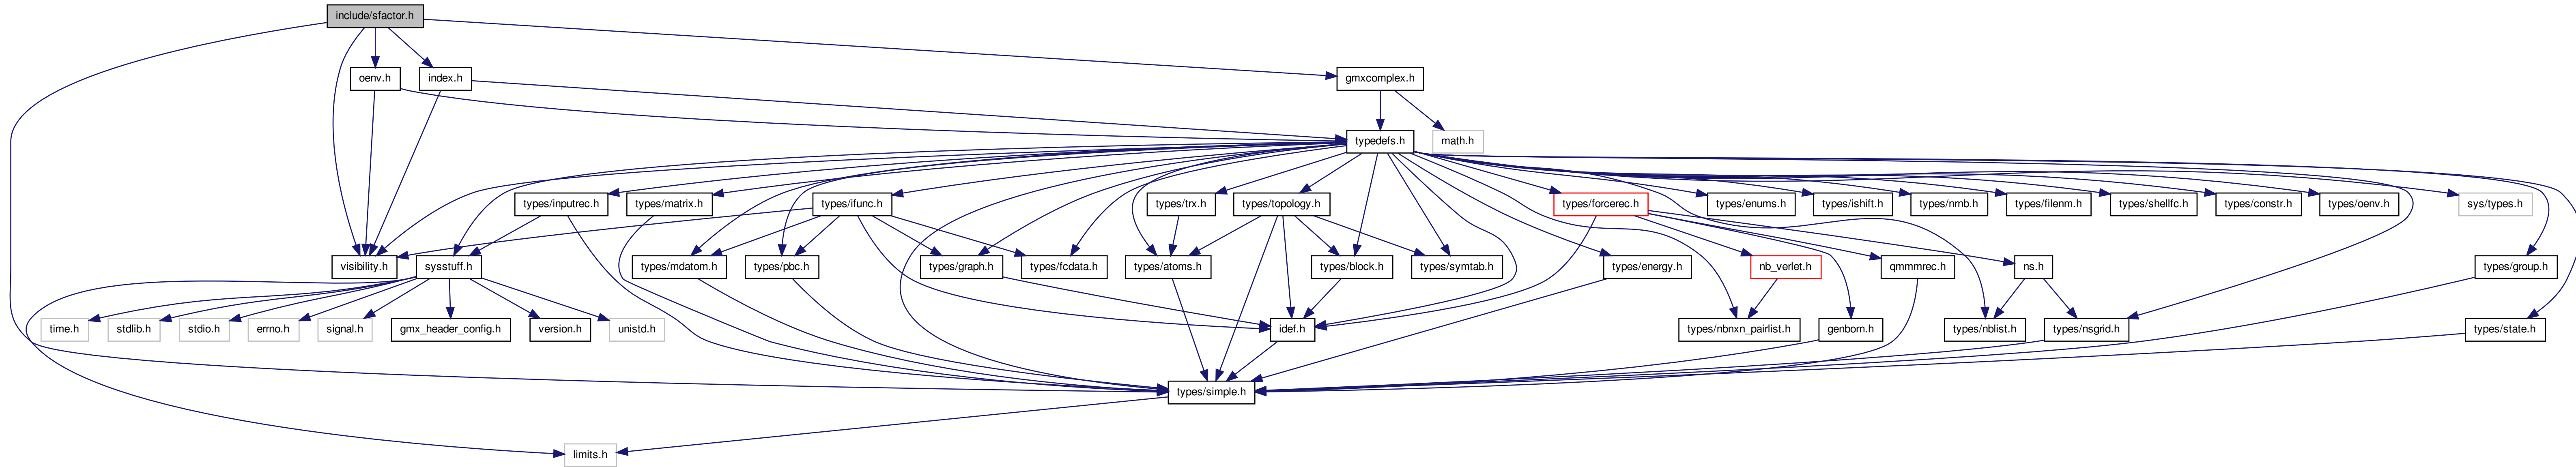 include/sfactor.h
oenv.h
index.h
gmxcomplex.h
typedefs.h
math.h
types/inputrec.h
types/matrix.h
types/ifunc.h
types/trx.h
types/topology.h
types/forcerec.h
types/enums.h
types/ishift.h
types/nrnb.h
types/filenm.h
types/shellfc.h
types/constr.h
types/oenv.h
sys/types.h
visibility.h
sysstuff.h
types/mdatom.h
types/pbc.h
types/graph.h
types/fcdata.h
types/atoms.h
types/block.h
types/symtab.h
types/energy.h
nb_verlet.h
qmmmrec.h
ns.h
types/group.h
time.h
stdlib.h
stdio.h
errno.h
signal.h
gmx_header_config.h
version.h
unistd.h
idef.h
types/nbnxn_pairlist.h
genborn.h
types/nblist.h
types/nsgrid.h
types/state.h
types/simple.h
limits.h